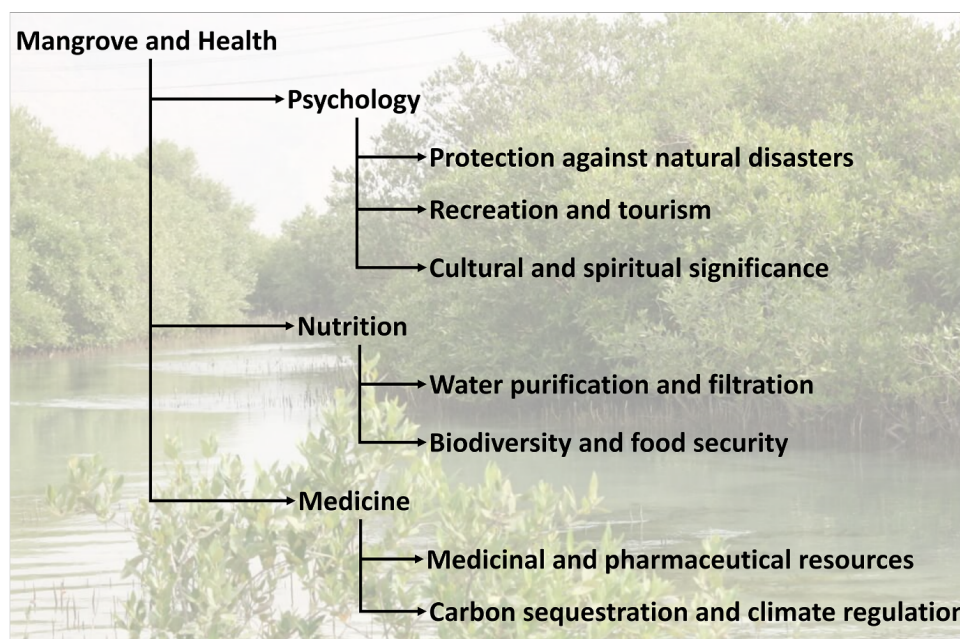 Mangrove and Health
Psychology
Protection against natural disasters
Recreation and tourism
Cultural and spiritual significance
Nutrition
Water purification and filtration
Biodiversity and food security
Medicine
Medicinal and pharmaceutical resources
Carbon sequestration and climate regulation